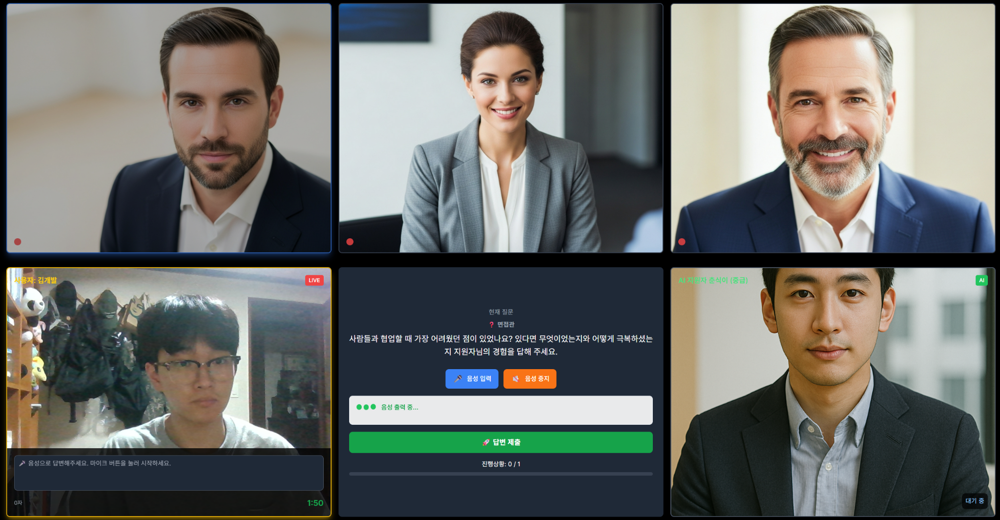 사용자: 김개발
LIVE
🎤 음성으로 답변해주세요. 마이크 버튼을 눌러 시작하세요.
0자
1:50
현재 질문
❓ 면접관
사람들과 협업할 때 가장 어려웠던 점이 있었나요? 있다면 무엇이었는지와 어떻게 극복하셨는
지 지원자님의 경험을 답해 주세요.
🎤 음성 입력
🔇 음성 중지
음성 출력 중...
🚀 답변 제출
진행상황: 0 / 1
AI 지원자 춘식이 (중급)
AI
대기 중